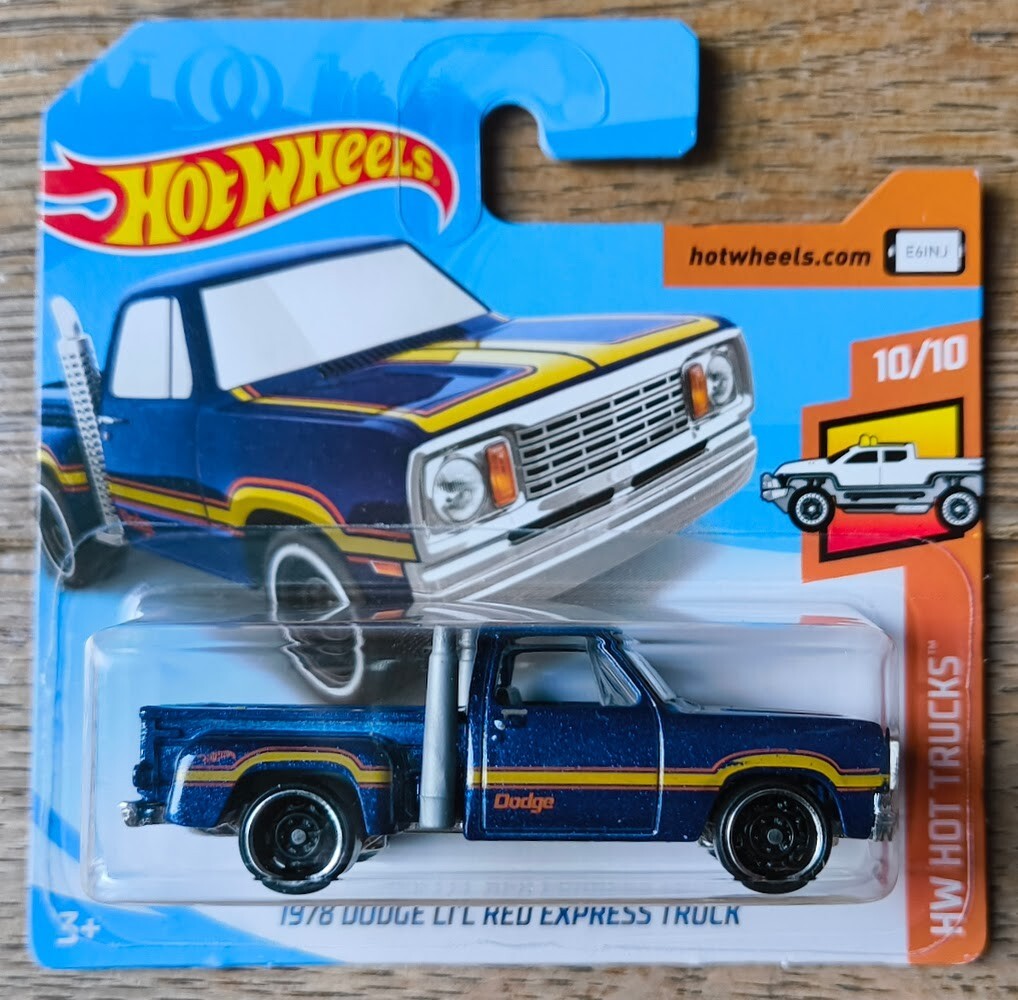 HOT WHEELS
hotwheels.com
E6INJ
10/10
HW HOT TRUCKS™
Dodge
1978 DODGE LI'L RED EXPRESS TRUCK
3+